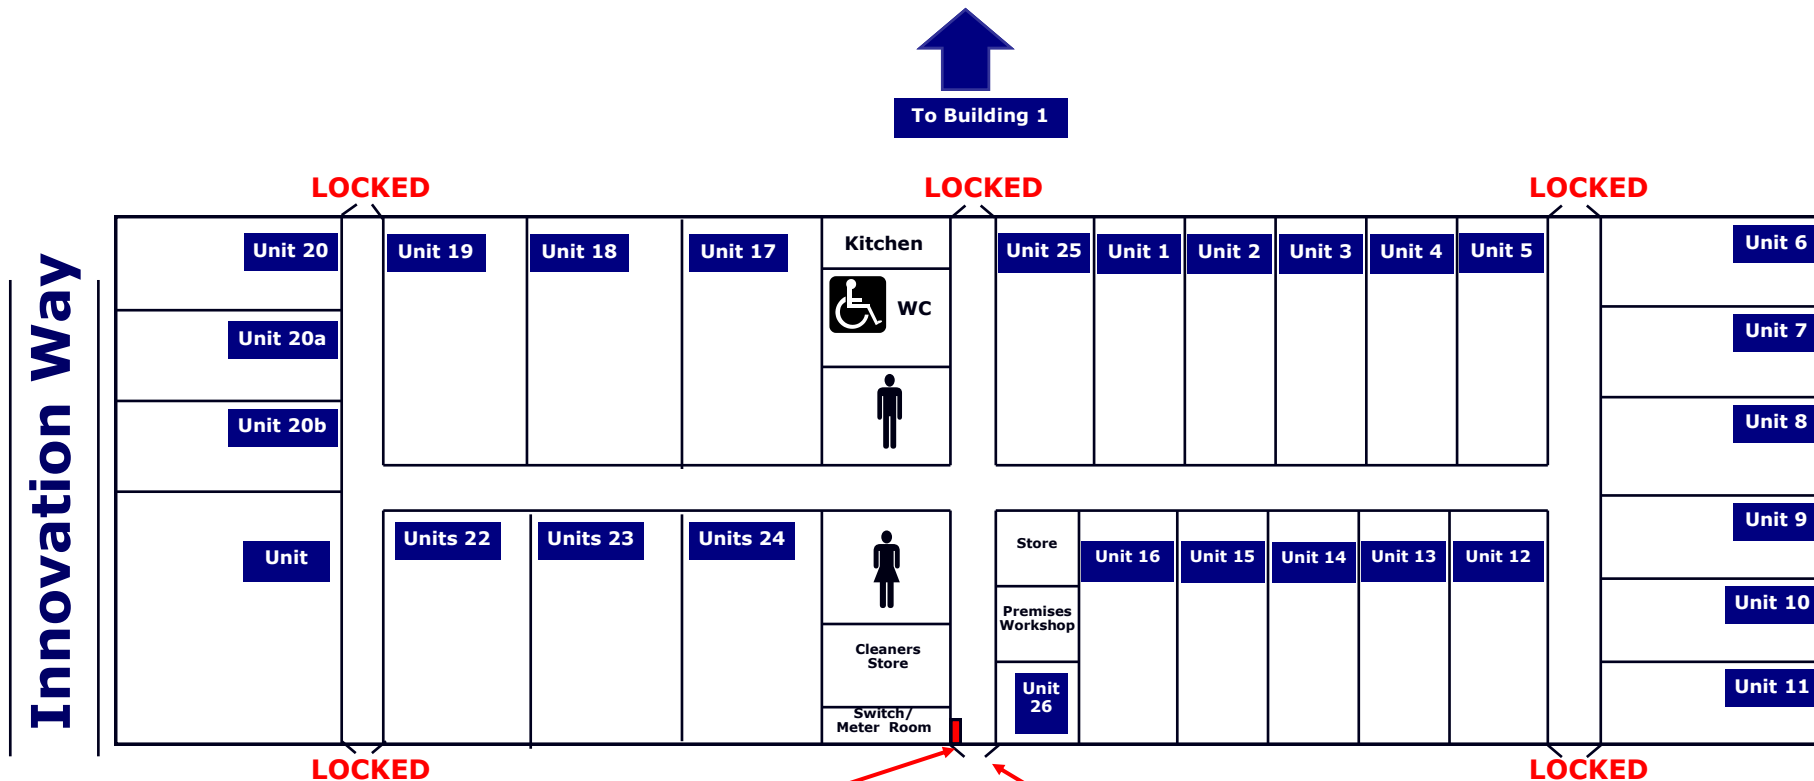 To Building 1
LOCKED LOCKED LOCKED
Innovation Way
Unit 20
Unit 19
Unit 18
Unit 17
Kitchen
Unit 25
Unit 1
Unit 2
Unit 3
Unit 4
Unit 5
Unit 6
WC
Unit 20a
Unit 7
Unit 20b
Unit 8
Unit
Units 22
Units 23
Units 24
Store
Unit 16
Unit 15
Unit 14
Unit 13
Unit 12
Unit 9
Premises
Workshop
Unit 10
Cleaners
Store
Unit
26
Unit 11
Switch/
Meter Room
LOCKED LOCKED